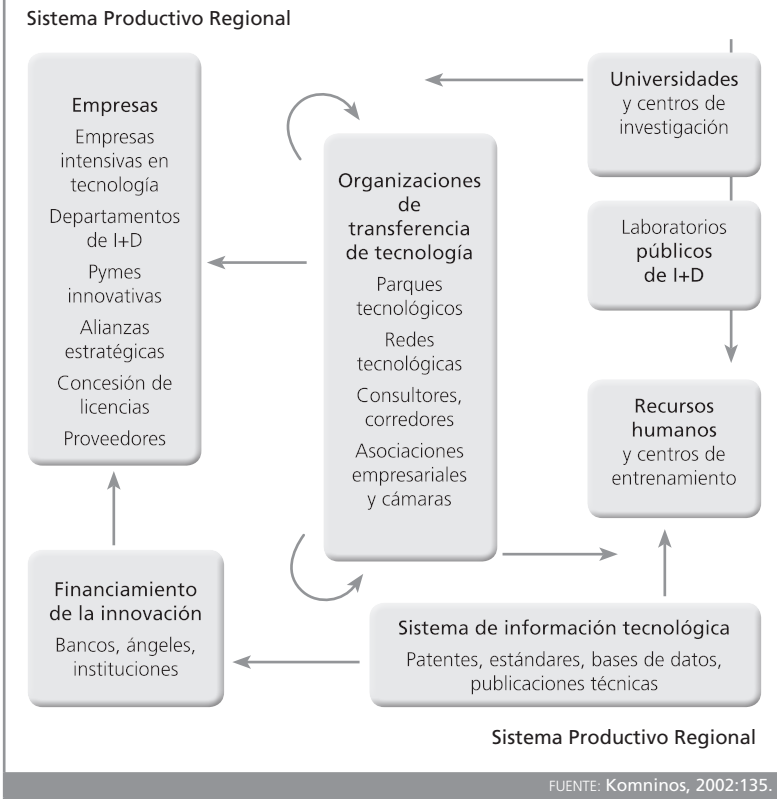 Sistema Productivo Regional
Empresas
Empresas
intensivas en
tecnología
Departamentos
de I+D
Pymes
innovativas
Alianzas
estratégicas
Concesión de
licencias
Proveedores
Organizaciones
de
transferencia
de tecnología
Parques
tecnológicos
Redes
tecnológicas
Consultores,
corredores
Asociaciones
empresariales
y cámaras
Universidades
y centros de
investigación
Laboratorios
públicos
de I+D
Recursos
humanos
y centros de
entrenamiento
Financiamiento
de la innovación
Bancos, ángeles,
instituciones
Sistema de información tecnológica
Patentes, estándares, bases de datos,
publicaciones técnicas
Sistema Productivo Regional
FUENTE: Komninos, 2002:135.